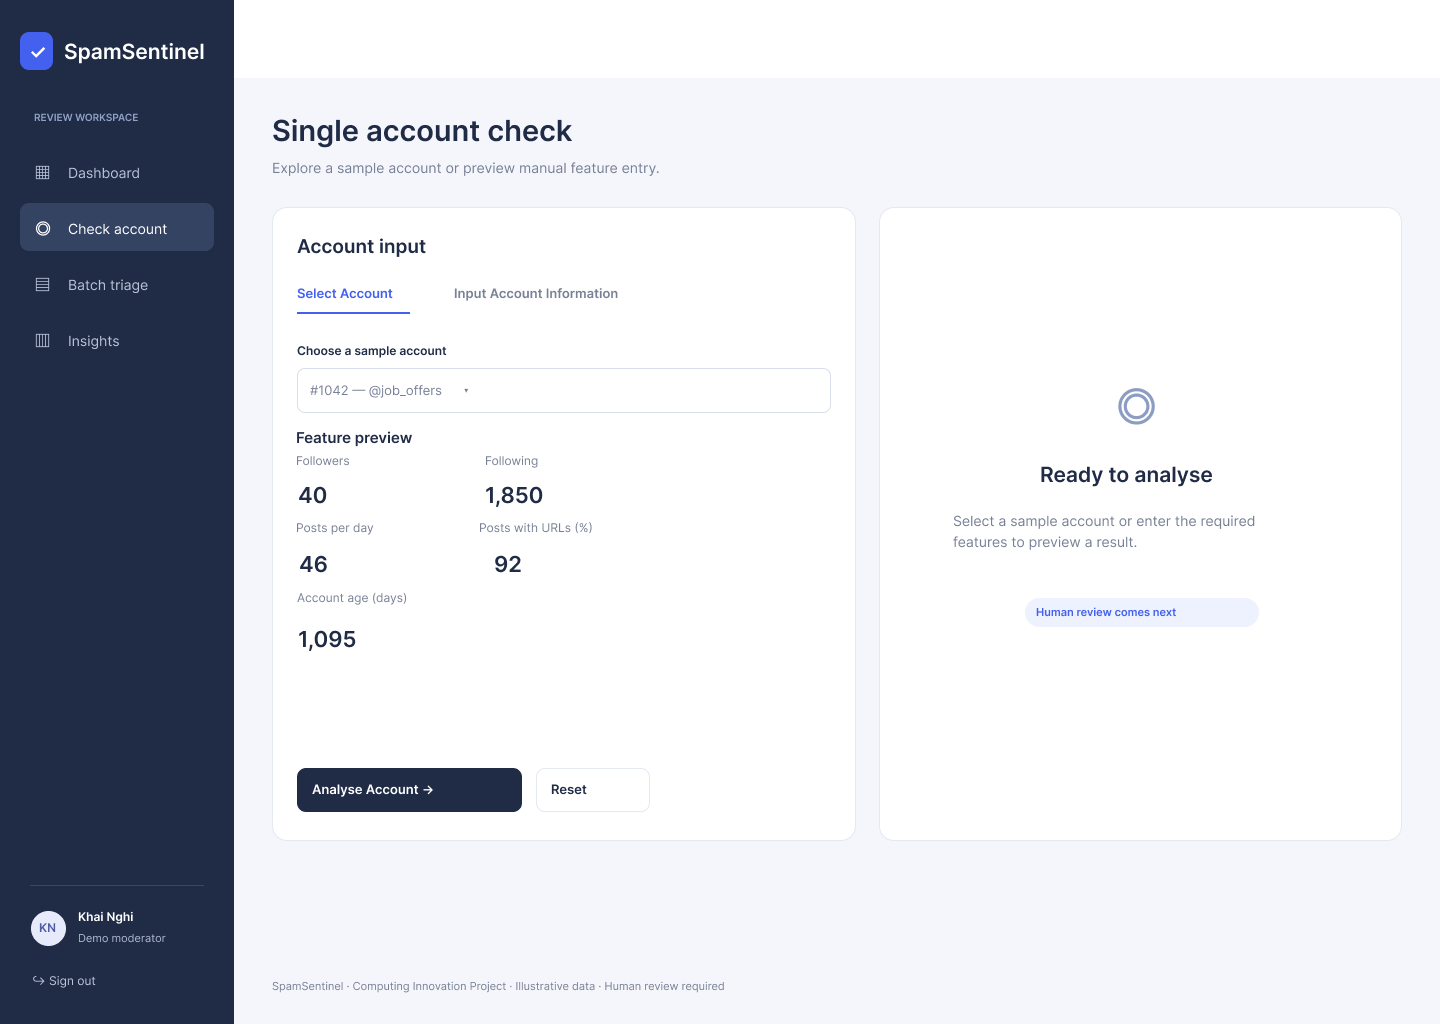 SpamSentinel
REVIEW WORKSPACE
Dashboard
Check account
Batch triage
Insights
KN
Khai Nghi
Demo moderator
↪ Sign out
Single account check
Explore a sample account or preview manual feature entry.
Account input
Select Account
Input Account Information
Choose a sample account
#1042 — @job_offers
Feature preview
Followers
Following
40
1,850
Posts per day
Posts with URLs (%)
46
92
Account age (days)
1,095
Analyse Account →
Reset
Ready to analyse
Select a sample account or enter the required
features to preview a result.
Human review comes next
SpamSentinel · Computing Innovation Project · Illustrative data · Human review required